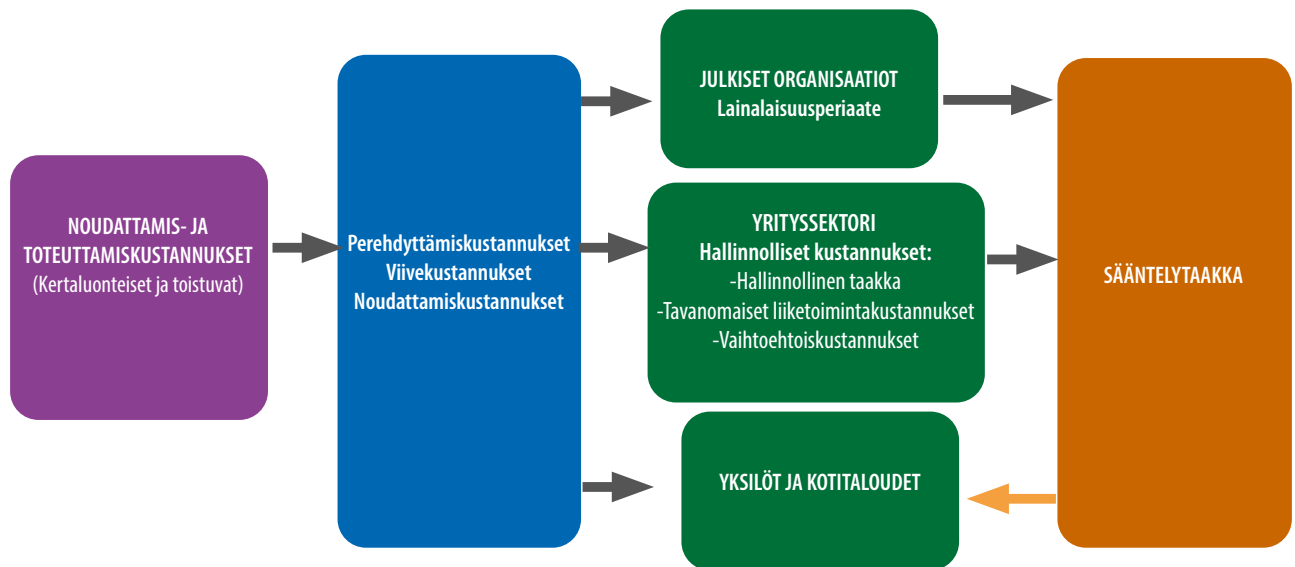 NOUDATTAMIS- JA
TOTEUTTAMISKUSTANNUKSET
(Kertaluonteiset ja toistuvat)
Perehdyttämiskustannukset
Viivekustannukset
Noudattamiskustannukset
JULKISET ORGANISAATIOT
Lainalaisuusperiaate
YRITYSSEKTORI
Hallinnolliset kustannukset:
-Hallinnollinen taakka
-Tavanomaiset liiketoimintakustannukset
-Vaihtoehtoiskustannukset
YKSILÖT JA KOTITALOUDET
SÄÄNTELYTAAKKA